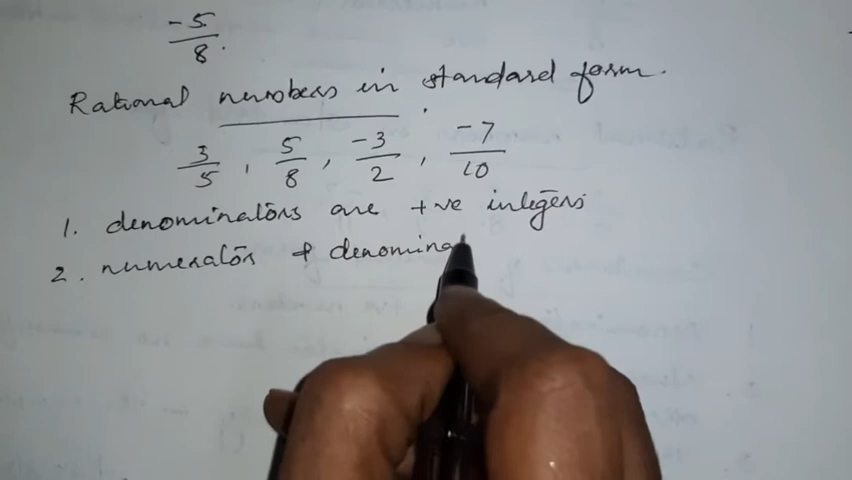 -5/8.
Rational numbers in standard form.
3/5, 5/8, -3/2, -7/10
1. denominators are +ve integers
2. numerator & denomina